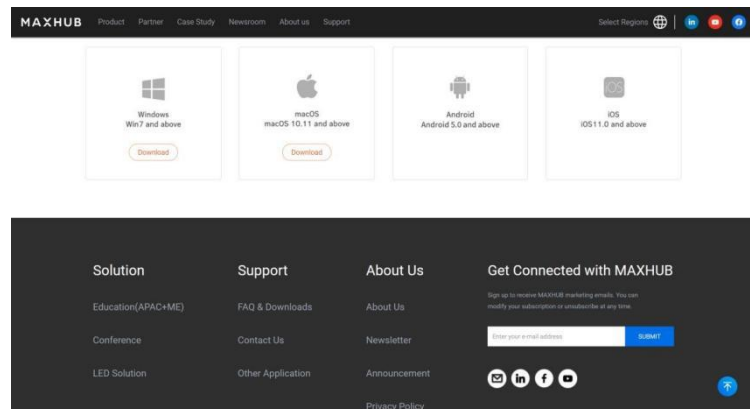 MAXHUB Product Partner Case Study Newsroom About us Support Select Regions
Windows
Win7 and above
Download
macOS
macOS 10.11 and above
Download
Android
Android 5.0 and above
iOS
iOS
iOS11.0 and above
Solution
Education(APAC+ME)
Conference
LED Solution
Support
FAQ & Downloads
Contact Us
Other Application
About Us
About Us
Newsletter
Announcement
Privacy Policy
Get Connected with MAXHUB
Sign up to receive MAXHUB marketing emails. You can
modify your subscription or unsubscribe at any time.
Enter your e-mail address SUBMIT